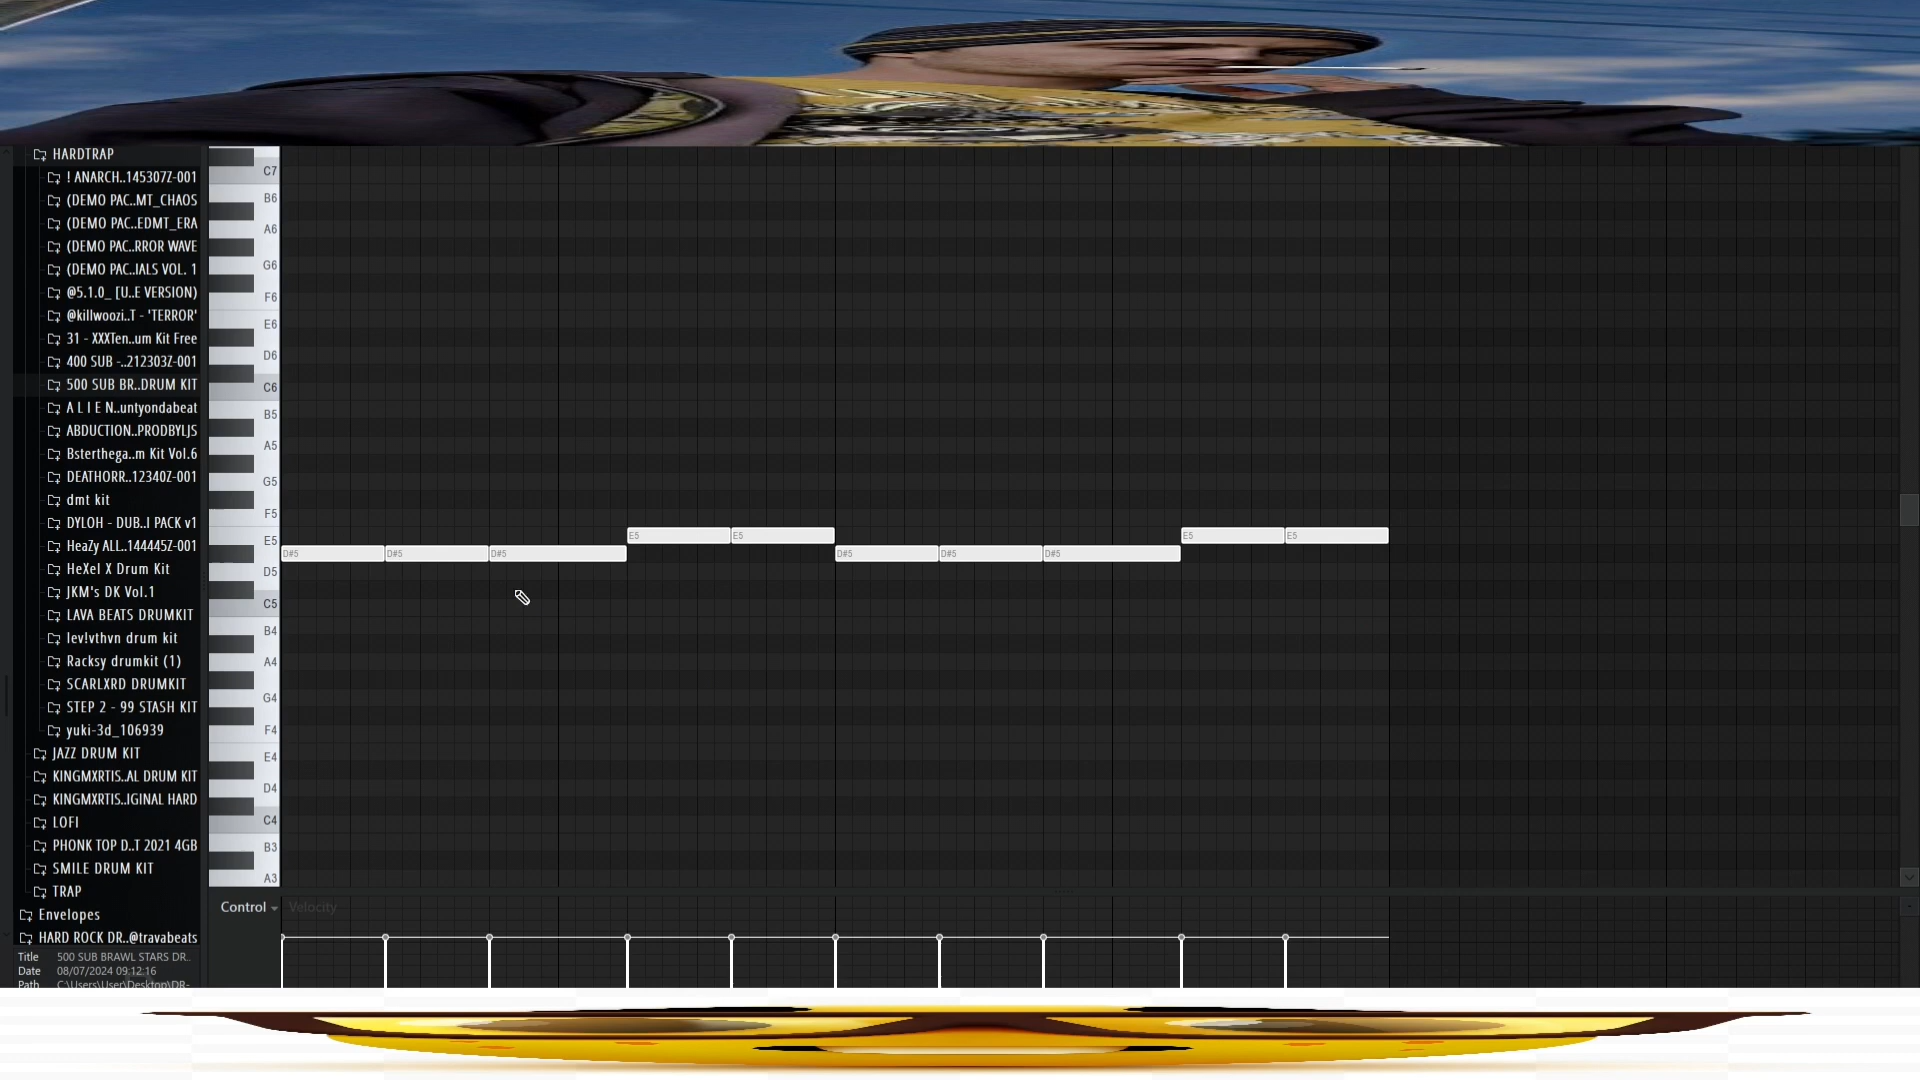 HARDTRAP
! ANARCH..145307Z-001
(DEMO PAC..MT_CHAOS
(DEMO PAC..EDMT_ERA
(DEMO PAC..RROR WAVE
(DEMO PAC..IALS VOL. 1
@5.1.0_ [U..E VERSION)
@killwoozi..T - 'TERROR'
31 - XXXTen..um Kit Free
400 SUB -..212303Z-001
500 SUB BR..DRUM KIT
A L I E N..untyondabeat
ABDUCTION..PRODBYLJS
Bsterthega..m Kit Vol.6
DEATHORR..12340Z-001
dmt kit
DYLOH - DUB..I PACK v1
HeaZy ALL..144445Z-001
HeXel X Drum Kit
JKM's DK Vol.1
LAVA BEATS DRUMKIT
lev!vthvn drum kit
Racksy drumkit (1)
SCARLXRD DRUMKIT
STEP 2 - 99 STASH KIT
yuki-3d_106939
JAZZ DRUM KIT
KINGMXRTIS..AL DRUM KIT
KINGMXRTIS..IGINAL HARD
LOFI
PHONK TOP D..T 2021 4GB
SMILE DRUM KIT
TRAP
Envelopes
HARD ROCK DR..@travabeats
Title 500 SUB BRAWL STARS DR..
Date 08/07/2024 09:12:16
Path C:\Users\User\Desktop\DR-
C7
B6
A6
G6
F6
E6
D6
C6
B5
A5
G5
F5
E5
D5
C5
B4
A4
G4
F4
E4
D4
C4
B3
A3
E5 E5 E5 E5
D#5 D#5 D#5 D#5 D#5 D#5
Control Velocity